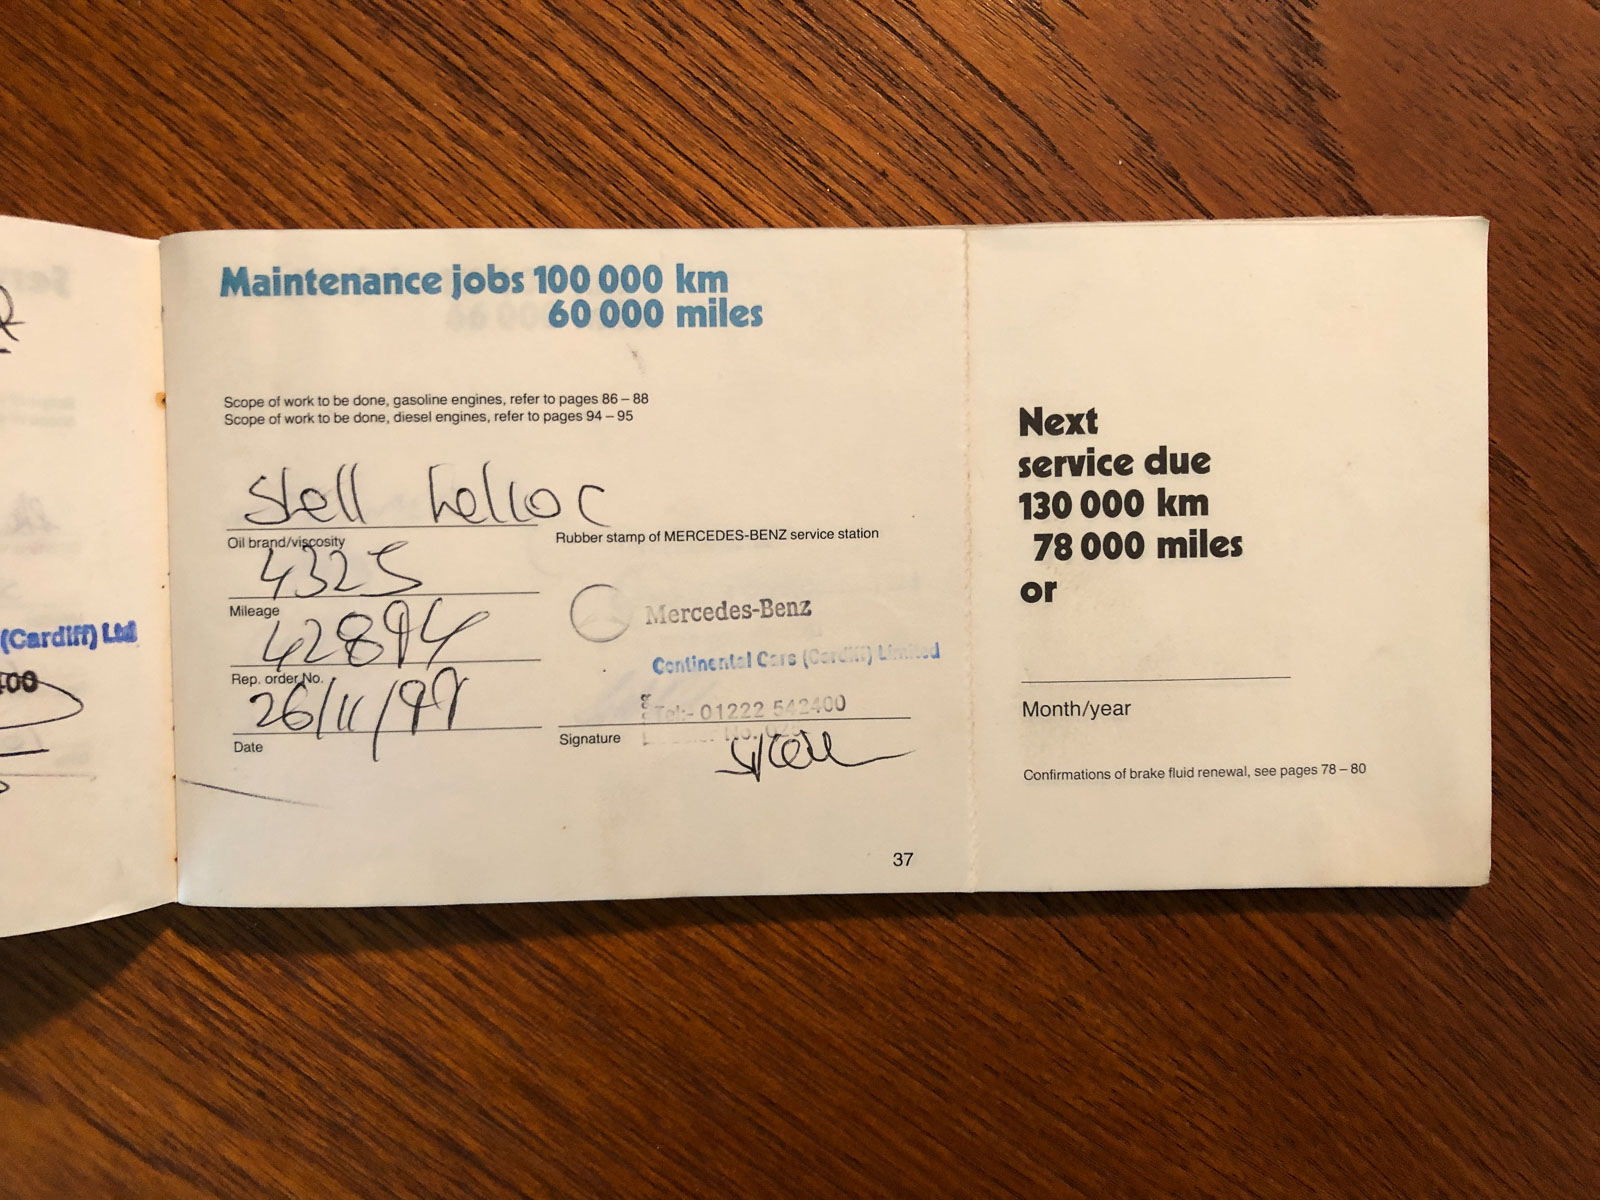 (Cardiff) Ltd
400
Maintenance jobs 100 000 km
60 000 miles
Scope of work to be done, gasoline engines, refer to pages 86 – 88
Scope of work to be done, diesel engines, refer to pages 94 – 95
Shell
Oil brand/viscosity
Rubber stamp of MERCEDES-BENZ service station
4325
Mileage
42894
Rep. order No.
26/11/97
Date
Mercedes-Benz
Continental Cars (Cardiff) Limited
Tel:- 01222 542400
Signature
37
Next
service due
130 000 km
78 000 miles
or
Month/year
Confirmations of brake fluid renewal, see pages 78 – 80